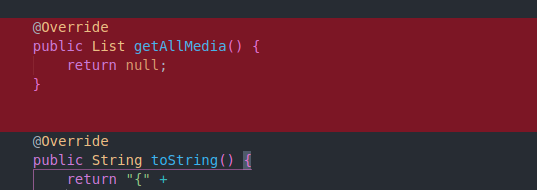 @Override
public List getAllMedia() {
return null;
}
@Override
public String toString() {
return "{" +